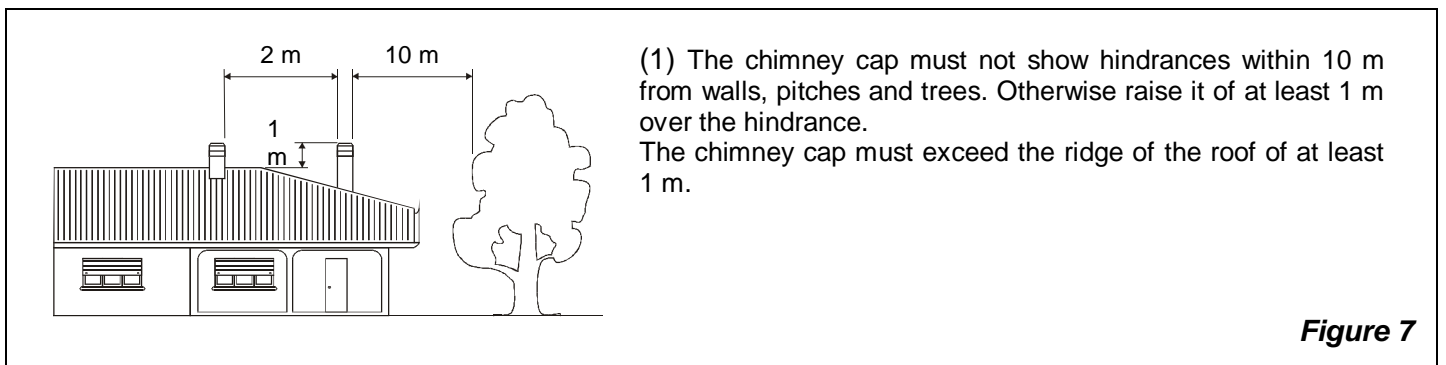 2 m
10 m
1
m
(1) The chimney cap must not show hindrances within 10 m
from walls, pitches and trees. Otherwise raise it of at least 1 m
over the hindrance.
The chimney cap must exceed the ridge of the roof of at least
1 m.
Figure 7